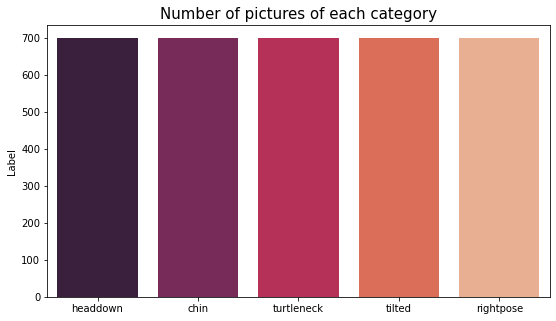 Number of pictures of each category
Label
700
600
500
400
300
200
100
0
headdown chin turtleneck tilted rightpose